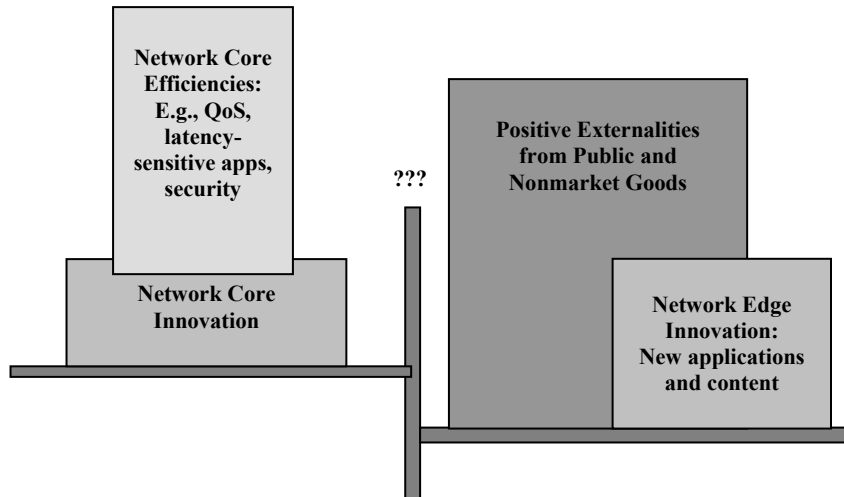 Network Core
Efficiencies:
E.g., QoS,
latency-
sensitive apps,
security
Network Core
Innovation
???
Positive Externalities
from Public and
Nonmarket Goods
Network Edge
Innovation:
New applications
and content